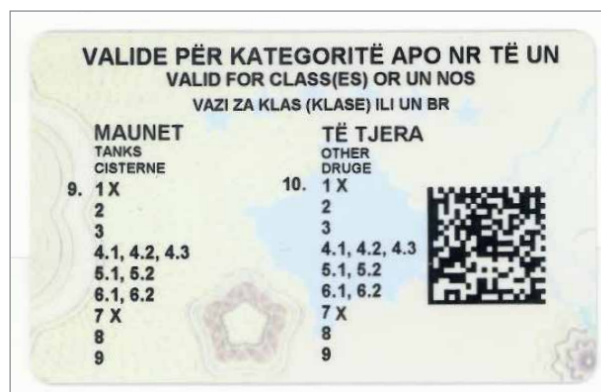 VALIDE PËR KATEGORITË APO NR TË UN
VALID FOR CLASS(ES) OR UN NOS
VAZI ZA KLAS (KLASE) ILI UN BR
MAUNET
TANKS
CISTERNE
9. 1 X
2
3
4.1, 4.2, 4.3
5.1, 5.2
6.1, 6.2
7 X
8
9
TË TJERA
OTHER
DRUGE
10. 1 X
2
3
4.1, 4.2, 4.3
5.1, 5.2
6.1, 6.2
7 X
8
9